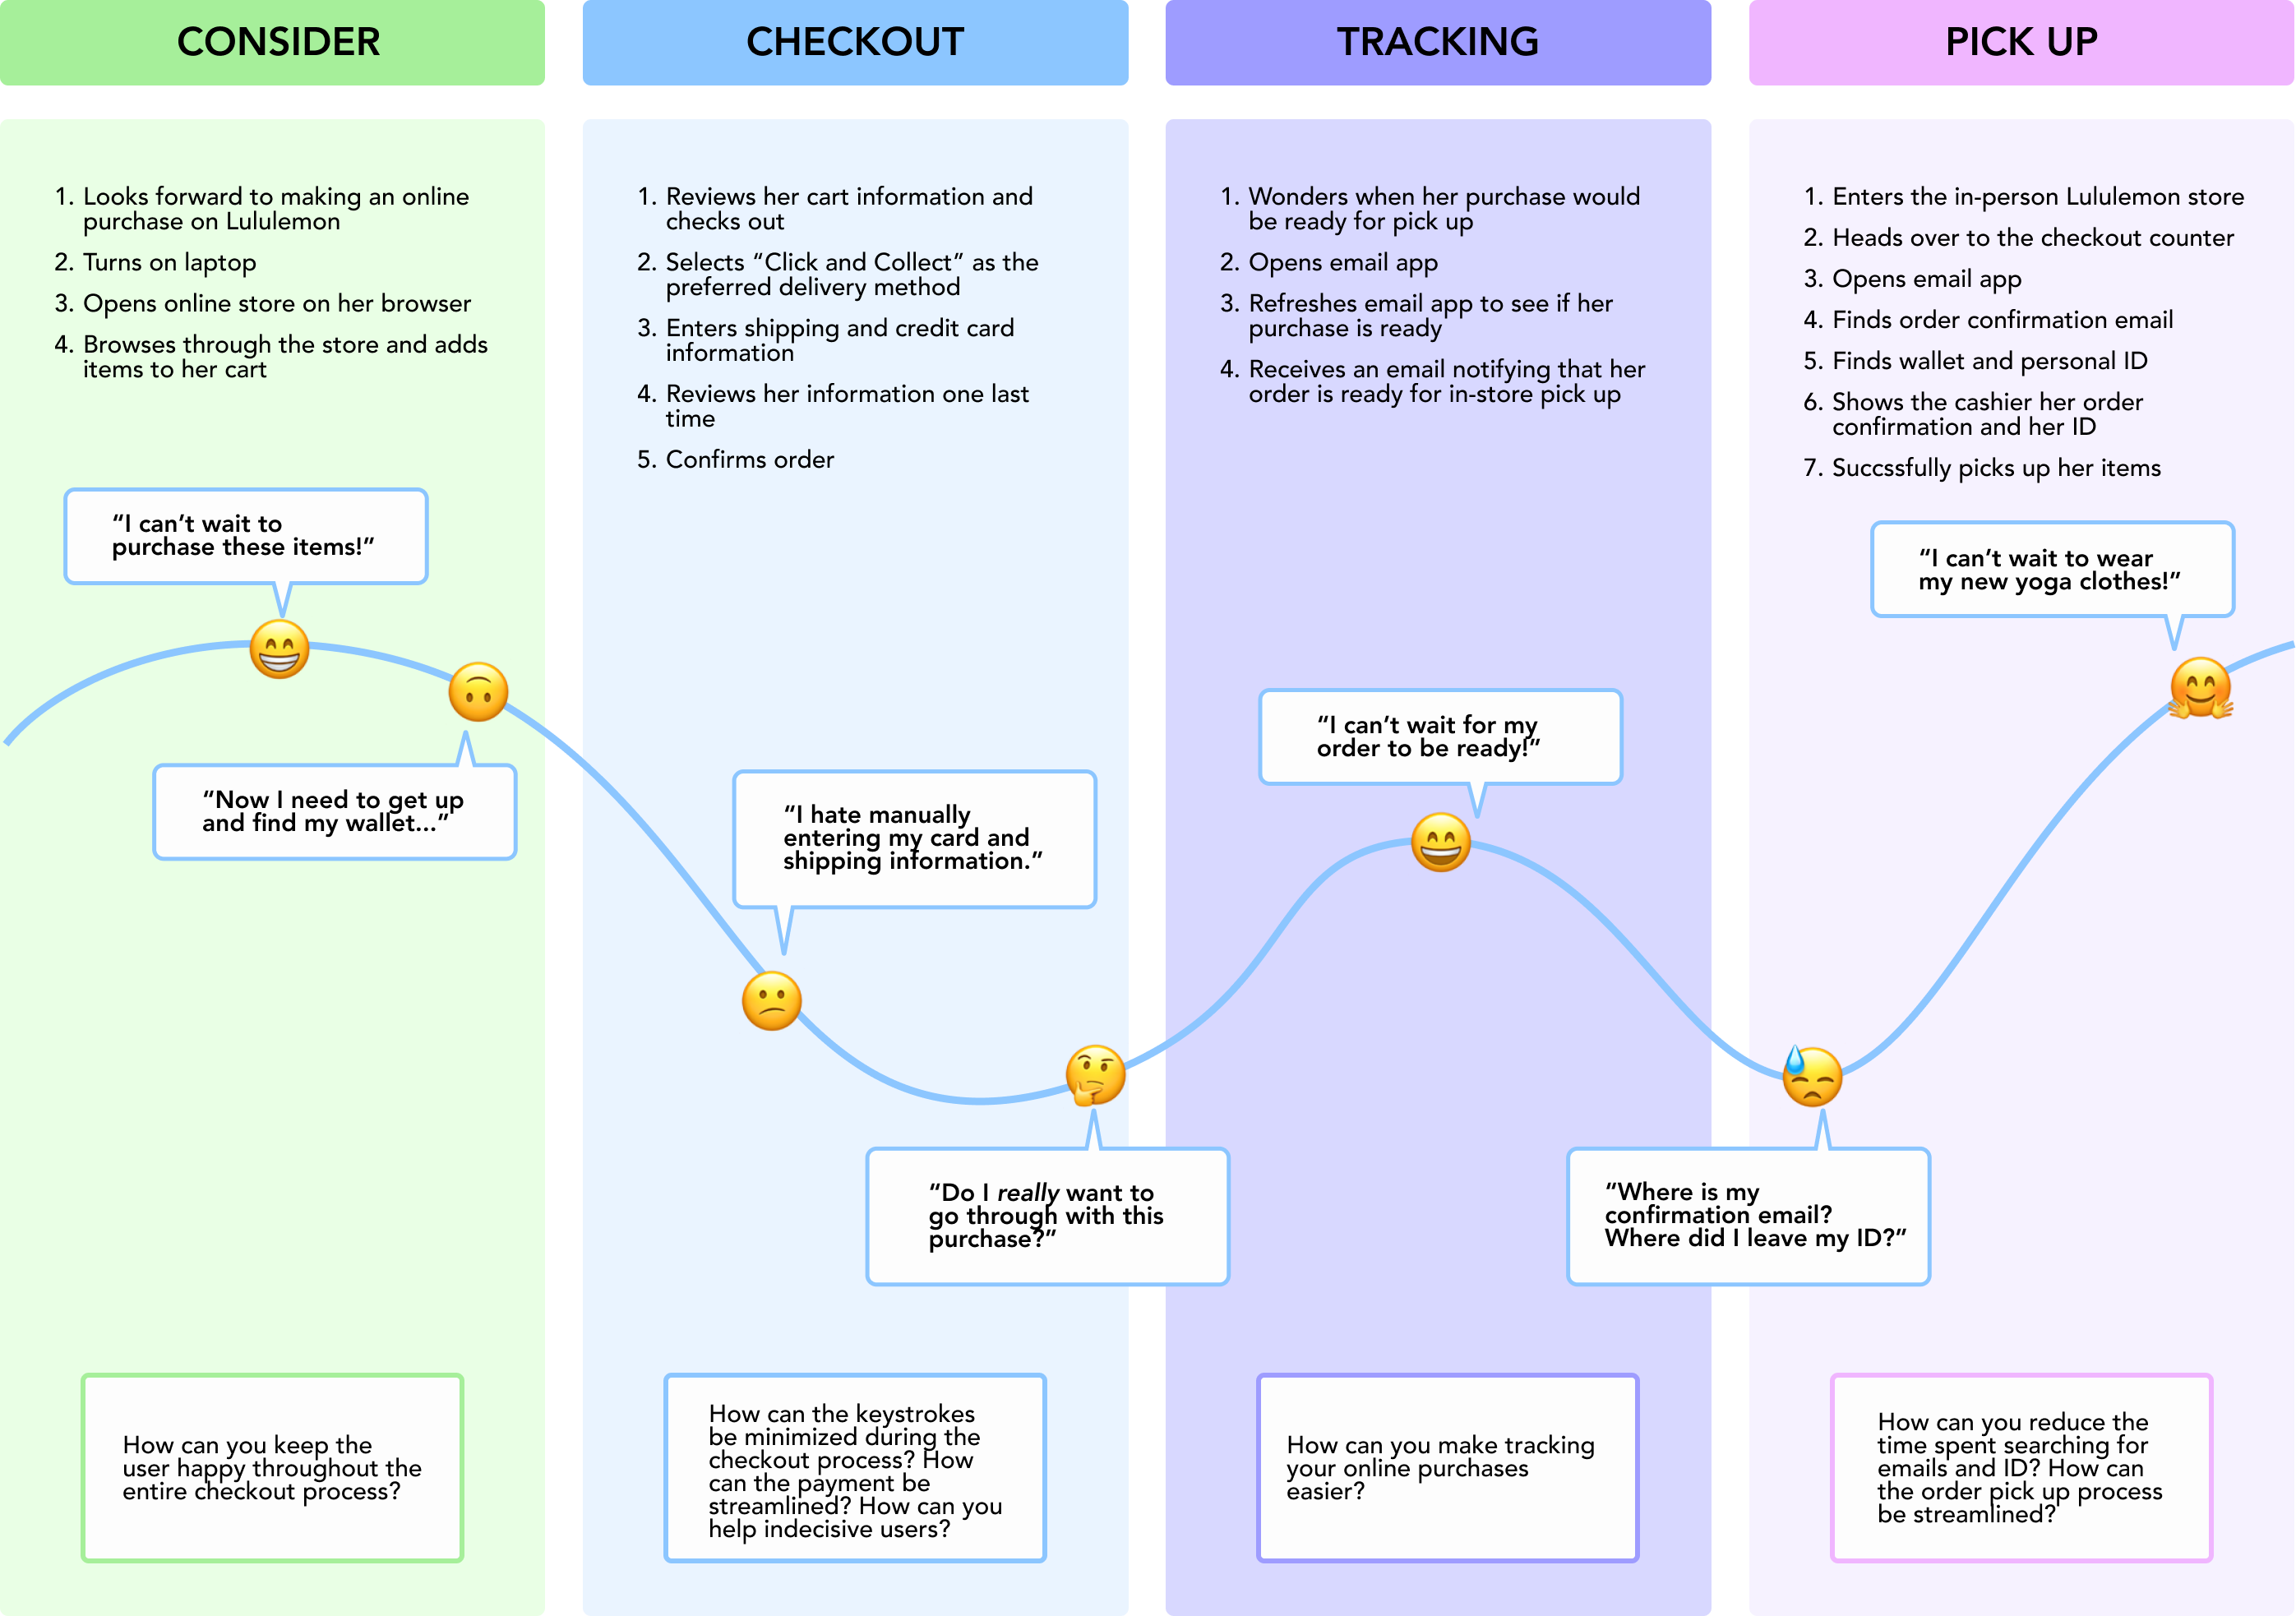 CONSIDER
1. Looks forward to making an online
purchase on Lululemon
2. Turns on laptop
3. Opens online store on her browser
4. Browses through the store and adds
items to her cart
“I can’t wait to
purchase these items!”
“Now I need to get up
and find my wallet...”
How can you keep the
user happy throughout the
entire checkout process?
CHECKOUT
1. Reviews her cart information and
checks out
2. Selects “Click and Collect” as the
preferred delivery method
3. Enters shipping and credit card
information
4. Reviews her information one last
time
5. Confirms order
“I hate manually
entering my card and
shipping information.”
“Do I really want to
go through with this
purchase?”
How can the keystrokes
be minimized during the
checkout process? How
can the payment be
streamlined? How can you
help indecisive users?
TRACKING
1. Wonders when her purchase would
be ready for pick up
2. Opens email app
3. Refreshes email app to see if her
purchase is ready
4. Receives an email notifying that her
order is ready for in-store pick up
“I can’t wait for my
order to be ready!”
How can you make tracking
your online purchases
easier?
PICK UP
1. Enters the in-person Lululemon store
2. Heads over to the checkout counter
3. Opens email app
4. Finds order confirmation email
5. Finds wallet and personal ID
6. Shows the cashier her order
confirmation and her ID
7. Succssfully picks up her items
“I can’t wait to wear
my new yoga clothes!”
“Where is my
confirmation email?
Where did I leave my ID?”
How can you reduce the
time spent searching for
emails and ID? How can
the order pick up process
be streamlined?